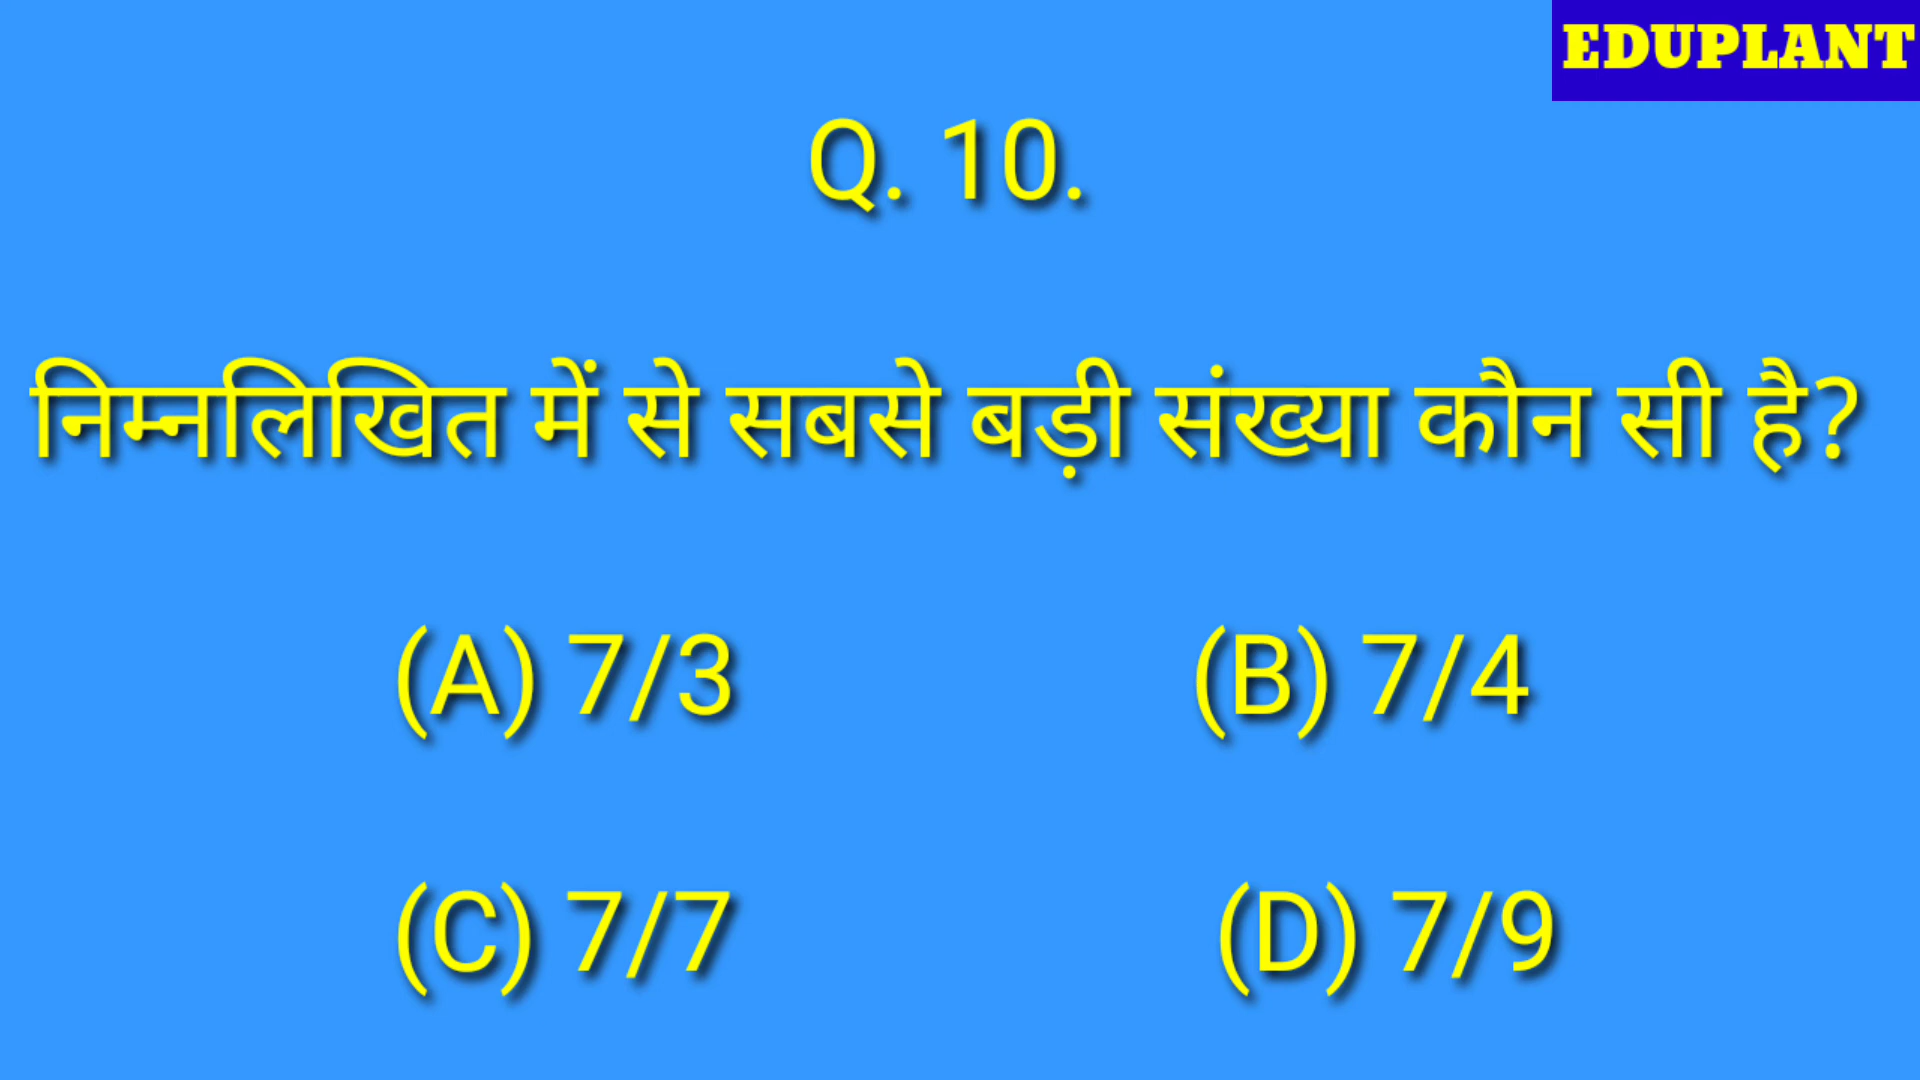 EDUPLANT
Q. 10.
निम्नलिखित में से सबसे बड़ी संख्या कौन सी है?
(A) 7/3 (B) 7/4
(C) 7/7 (D) 7/9